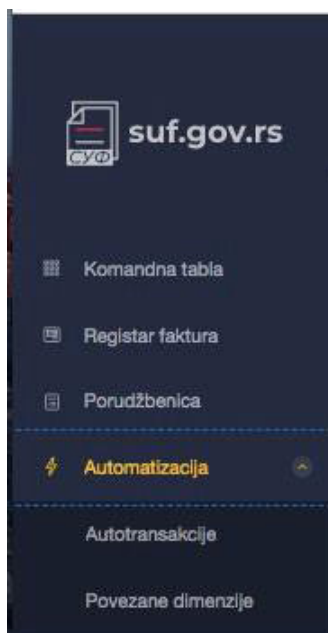 СУФ
suf.gov.rs
Komandna tabla
Registar faktura
Porudžbenica
Automatizacija
Autotransakcije
Povezane dimenzije